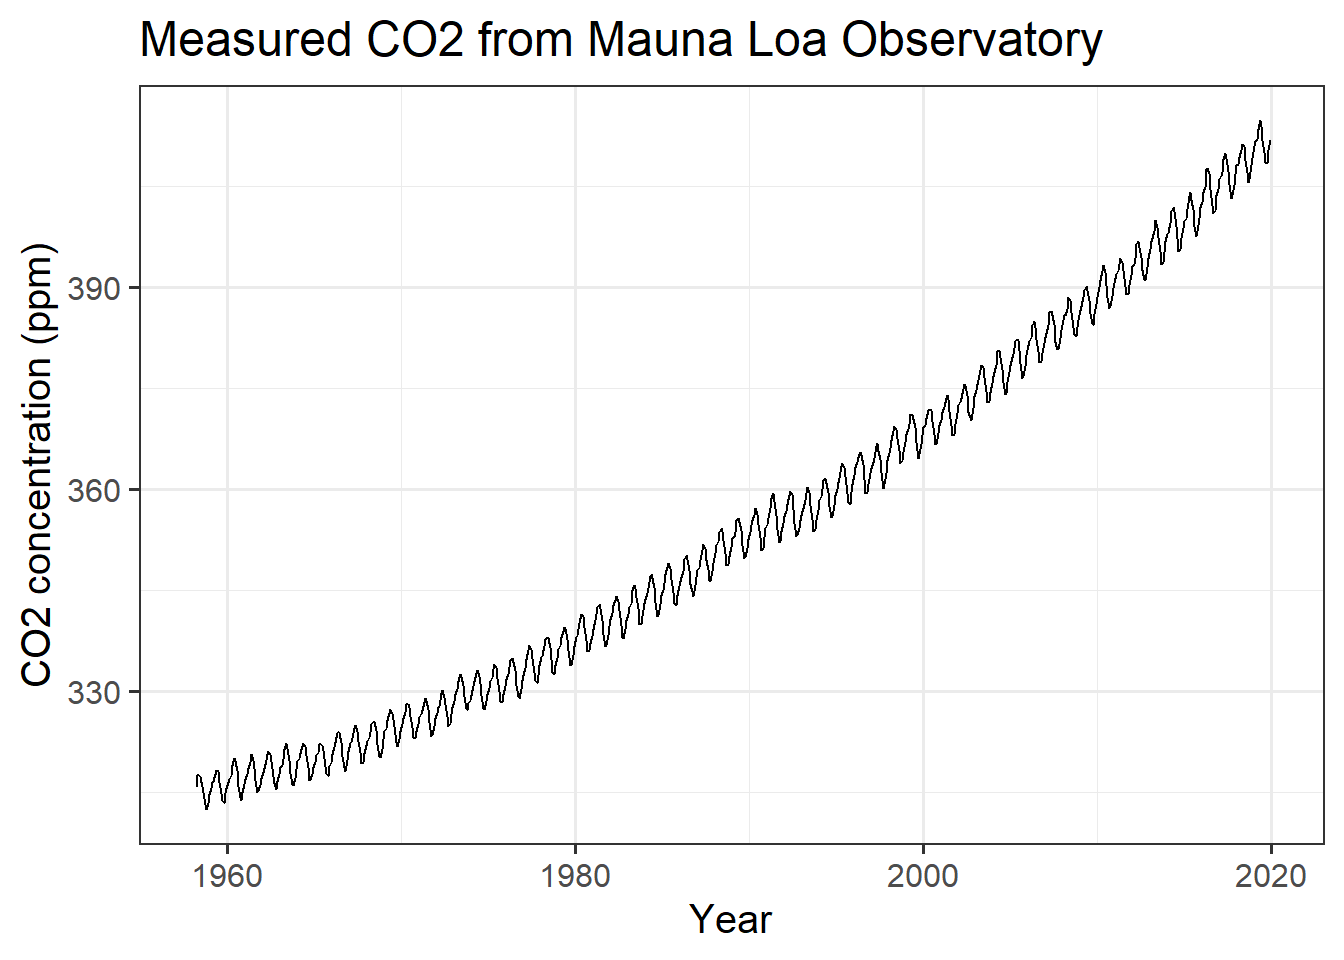 Measured CO2 from Mauna Loa Observatory
CO2 concentration (ppm)
390
360
330
1960 1980 2000 2020
Year